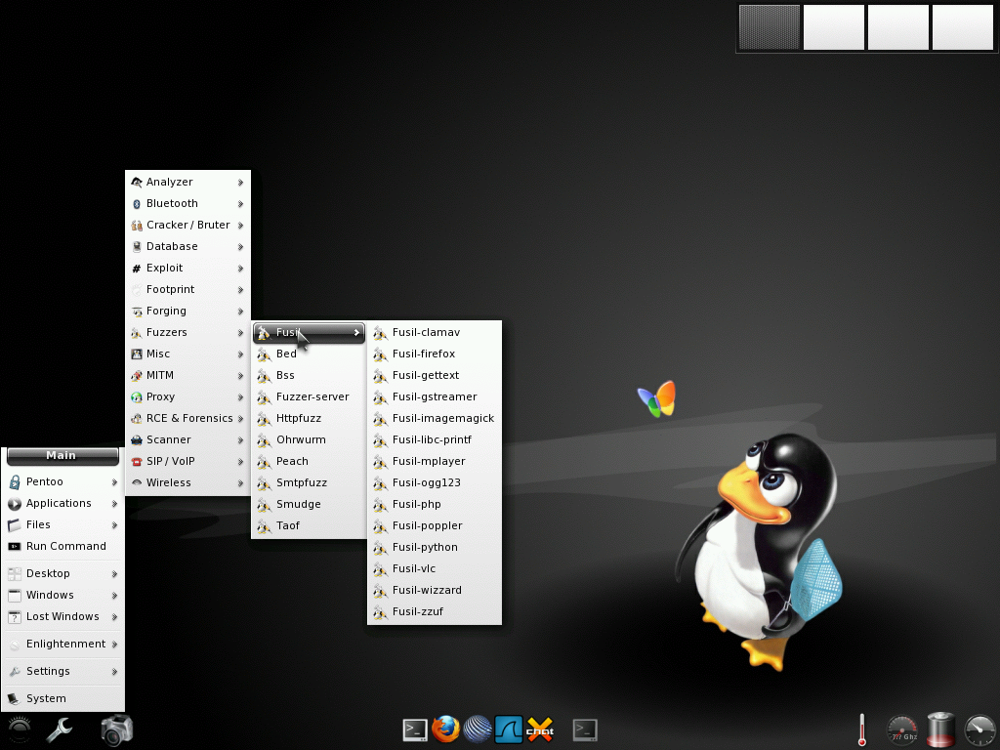 Analyzer
Bluetooth
Cracker / Bruter
Database
Exploit
Footprint
Forging
Fuzzers
Misc
MITM
Proxy
RCE & Forensics
Scanner
SIP / VoIP
Wireless
Fusil
Bed
Bss
Fuzzer-server
Httpfuzz
Ohrwurm
Peach
Smtpfuzz
Smudge
Taof
Fusil-clamav
Fusil-firefox
Fusil-gettext
Fusil-gstreamer
Fusil-imagemagick
Fusil-libc-printf
Fusil-mplayer
Fusil-ogg123
Fusil-php
Fusil-poppler
Fusil-python
Fusil-vlc
Fusil-wizzard
Fusil-zzuf
Main
Pentoo
Applications
Files
Run Command
Desktop
Windows
Lost Windows
Enlightenment
Settings
System
chat
??? Ghz